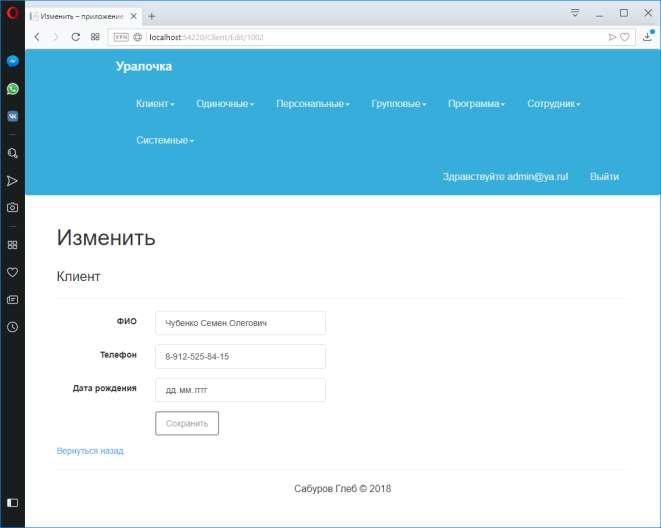 Изменить – приложение
VPN localhost:54220/Client/Edit/1002
Уралочка
Клиент Одиночные Персональные Групповые Программа Сотрудник
Системные
Здравствуйте admin@ya.ru! Выйти
Изменить
Клиент
ФИО Чубенко Семен Олегович
Телефон 8-912-525-84-15
Дата рождения дд.мм.гггг
Сохранить
Вернуться назад
Сабуров Глеб © 2018